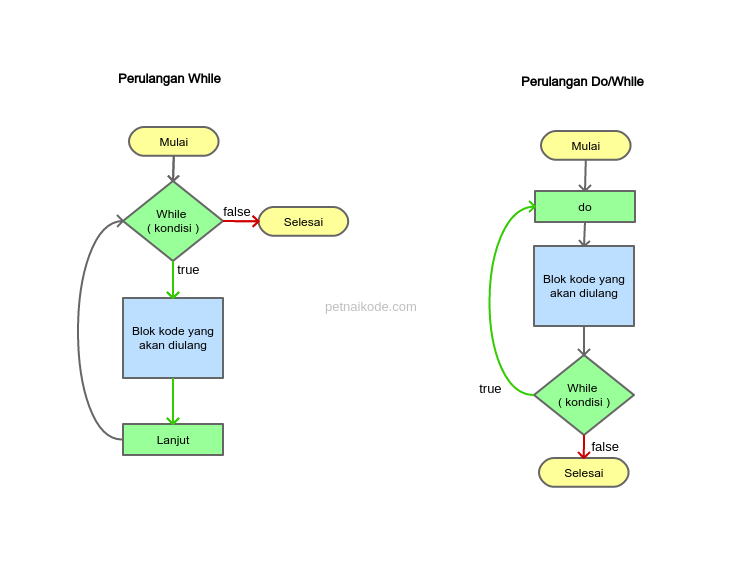 Perulangan While
Mulai
While
( kondisi )
false
Selesai
true
Blok kode yang
akan diulang
Lanjut
petnaikode.com
Perulangan Do/While
Mulai
do
Blok kode yang
akan diulang
true
While
( kondisi )
false
Selesai